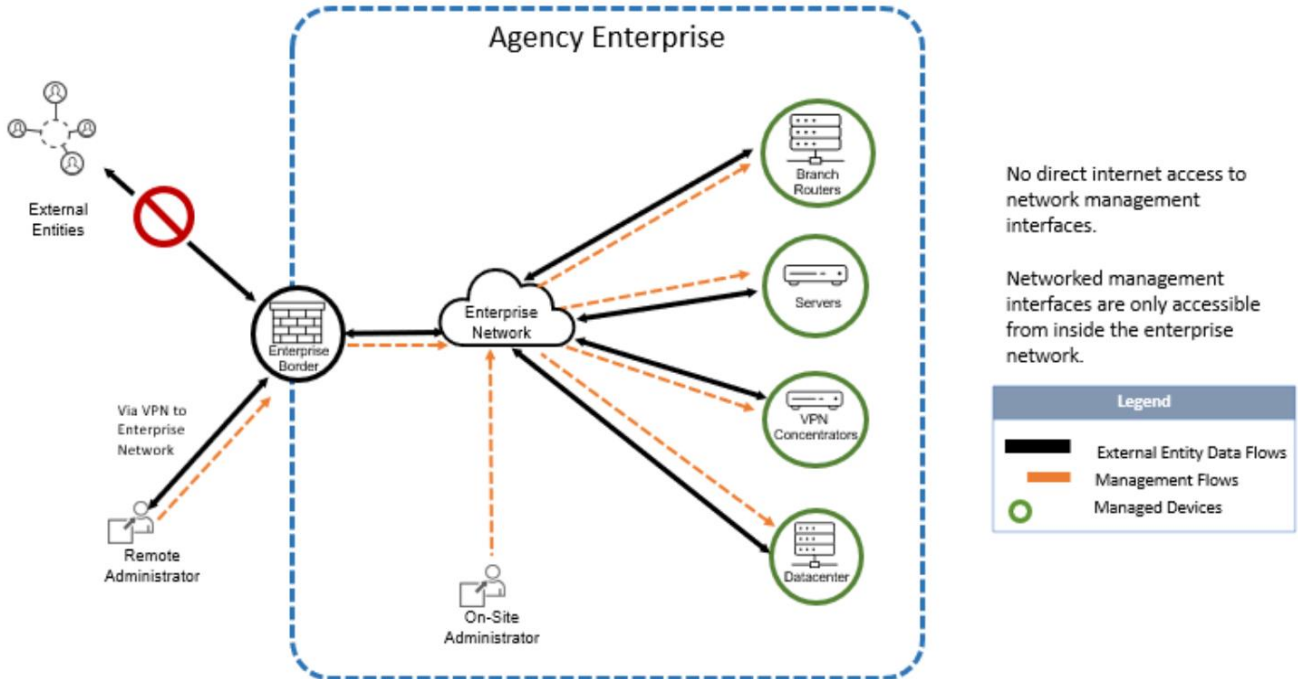 Agency Enterprise
External
Entities
Enterprise
Border
Via VPN to
Enterprise
Network
Remote
Administrator
Enterprise
Network
On-Site
Administrator
Branch
Routers
Servers
VPN
Concentrators
Datacenter
No direct internet access to
network management
interfaces.
Networked management
interfaces are only accessible
from inside the enterprise
network.
Legend
External Entity Data Flows
Management Flows
Managed Devices